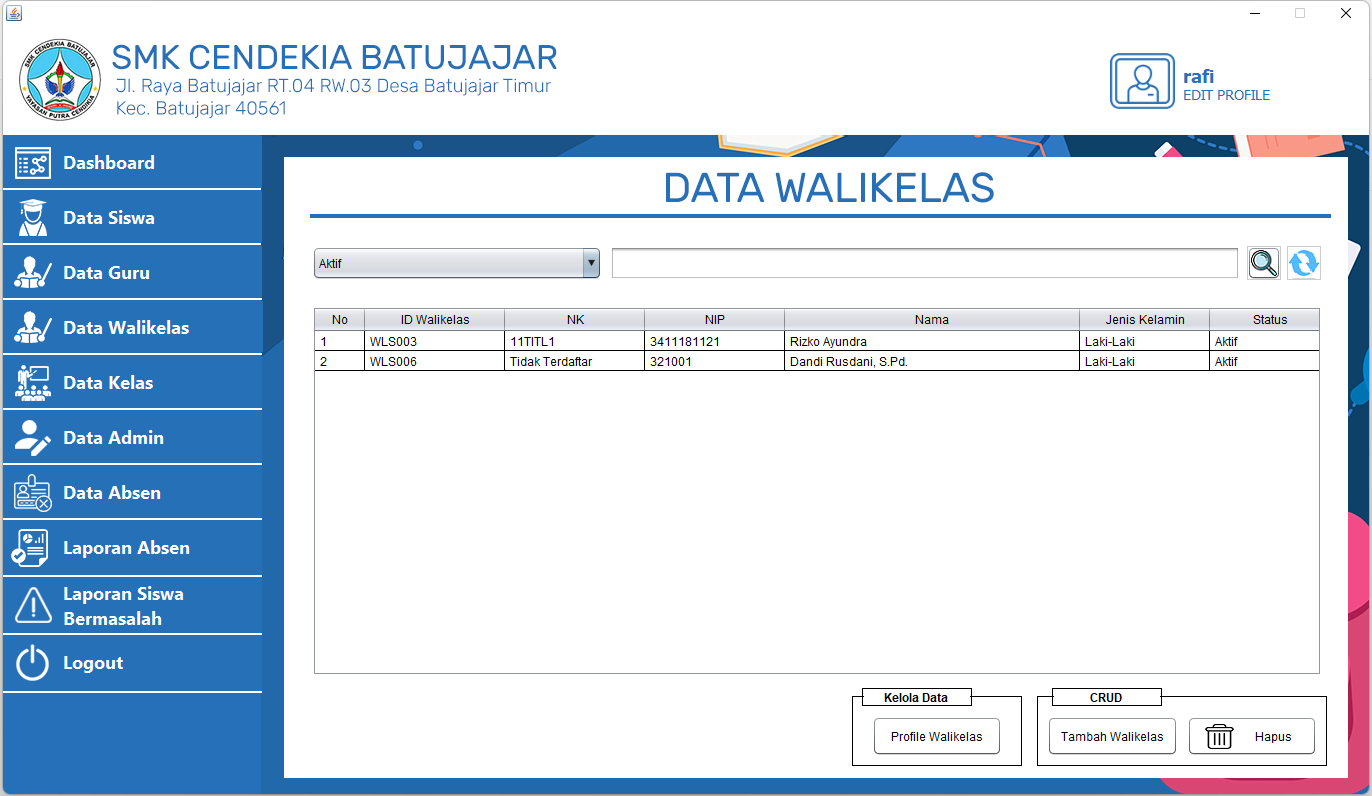 SMK CENDEKIA BATUJAJAR
YAYASAN PUTRA CENDIKIA
SMK CENDEKIA BATUJAJAR
Jl. Raya Batujajar RT.04 RW.03 Desa Batujajar Timur
Kec. Batujajar 40561
rafi
EDIT PROFILE
Dashboard
Data Siswa
Data Guru
Data Walikelas
Data Kelas
Data Admin
Data Absen
Laporan Absen
Laporan Siswa
Bermasalah
Logout
DATA WALIKELAS
Aktif
No ID Walikelas NK NIP Nama Jenis Kelamin Status
1 WLS003 11TITL1 3411181121 Rizko Ayundra Laki-Laki Aktif
2 WLS006 Tidak Terdaftar 321001 Dandi Rusdani, S.Pd. Laki-Laki Aktif
Kelola Data
Profile Walikelas
CRUD
Tambah Walikelas
Hapus